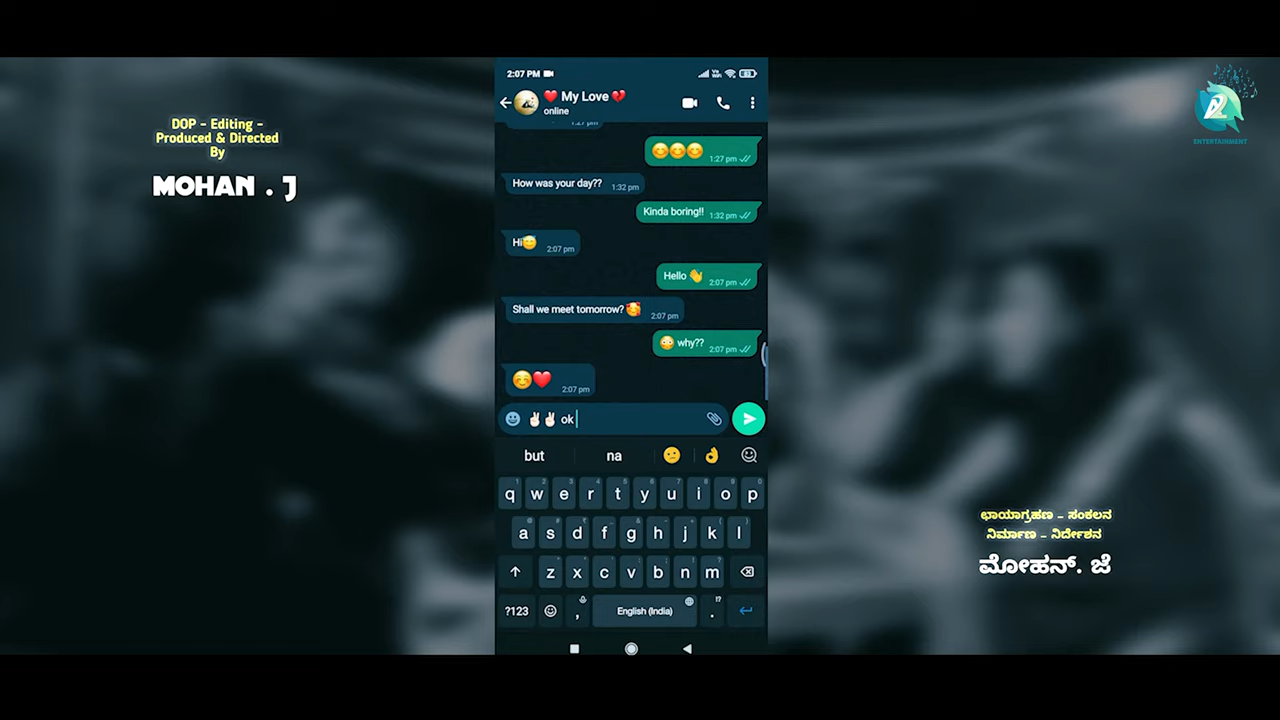 DOP - Editing -
Produced & Directed
By
MOHAN . J
2:07 PM
❤️ My Love 💔
online
1:27 pm
😊😊😊 1:27 pm
How was your day?? 1:32 pm
Kinda boring!! 1:32 pm
Hi😅 2:07 pm
Hello 👋 2:07 pm
Shall we meet tomorrow? 🥰 2:07 pm
😳 why?? 2:07 pm
☺️❤️ 2:07 pm
✌🏻✌🏻 ok
but na 😕 👌
q w e r t y u i o p
a s d f g h j k l
z x c v b n m
?123 , English (India) .
ENTERTAINMENT
ಛಾಯಾಗ್ರಹಣ - ಸಂಕಲನ
ನಿರ್ಮಾಣ - ನಿರ್ದೇಶನ
ಮೋಹನ್. ಜೆ